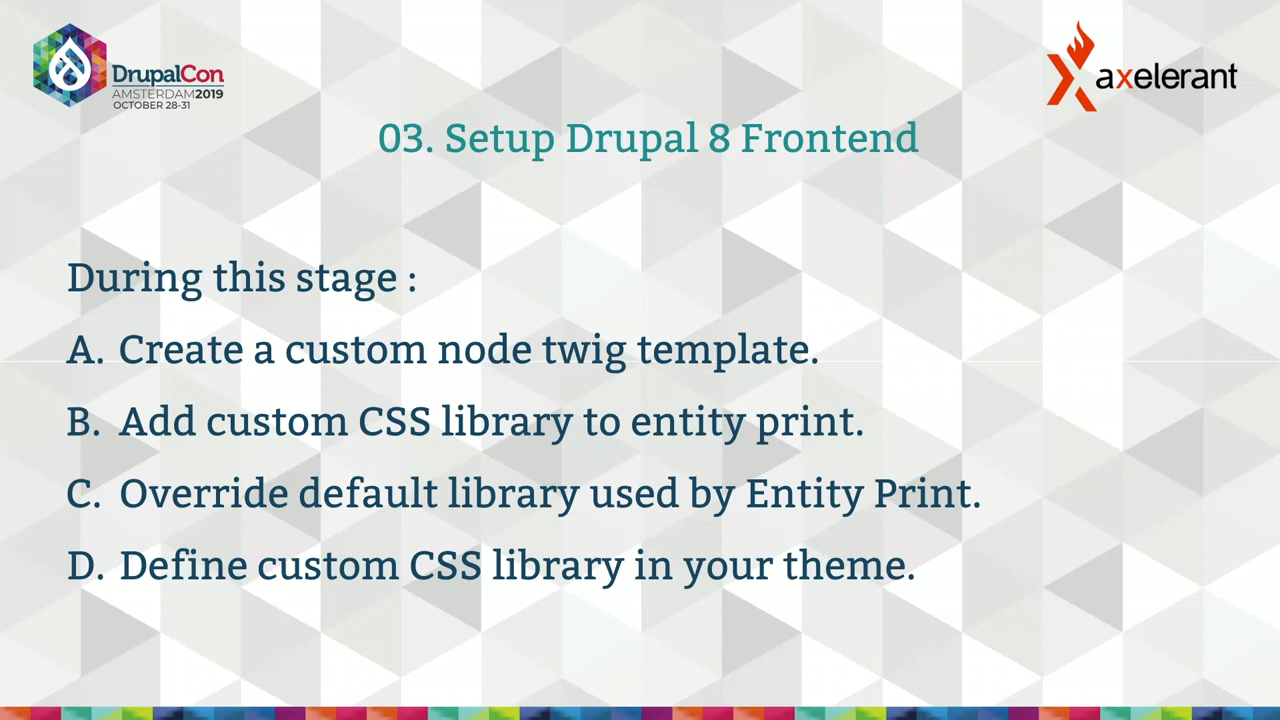 DrupalCon
AMSTERDAM2019
OCTOBER 28-31
axelerant
03. Setup Drupal 8 Frontend
During this stage :
A. Create a custom node twig template.
B. Add custom CSS library to entity print.
C. Override default library used by Entity Print.
D. Define custom CSS library in your theme.